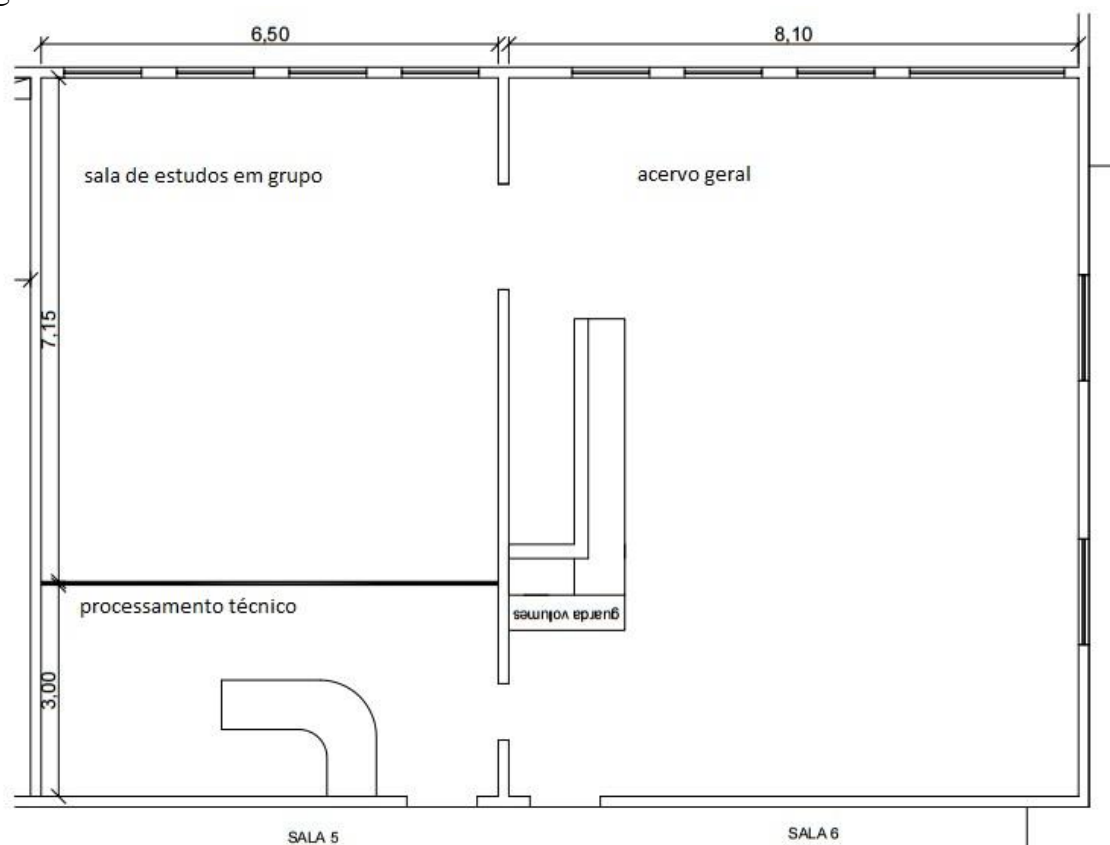 6,50
8,10
sala de estudos em grupo
acervo geral
7,15
guarda volumes
processamento técnico
3,00
SALA 5
SALA 6